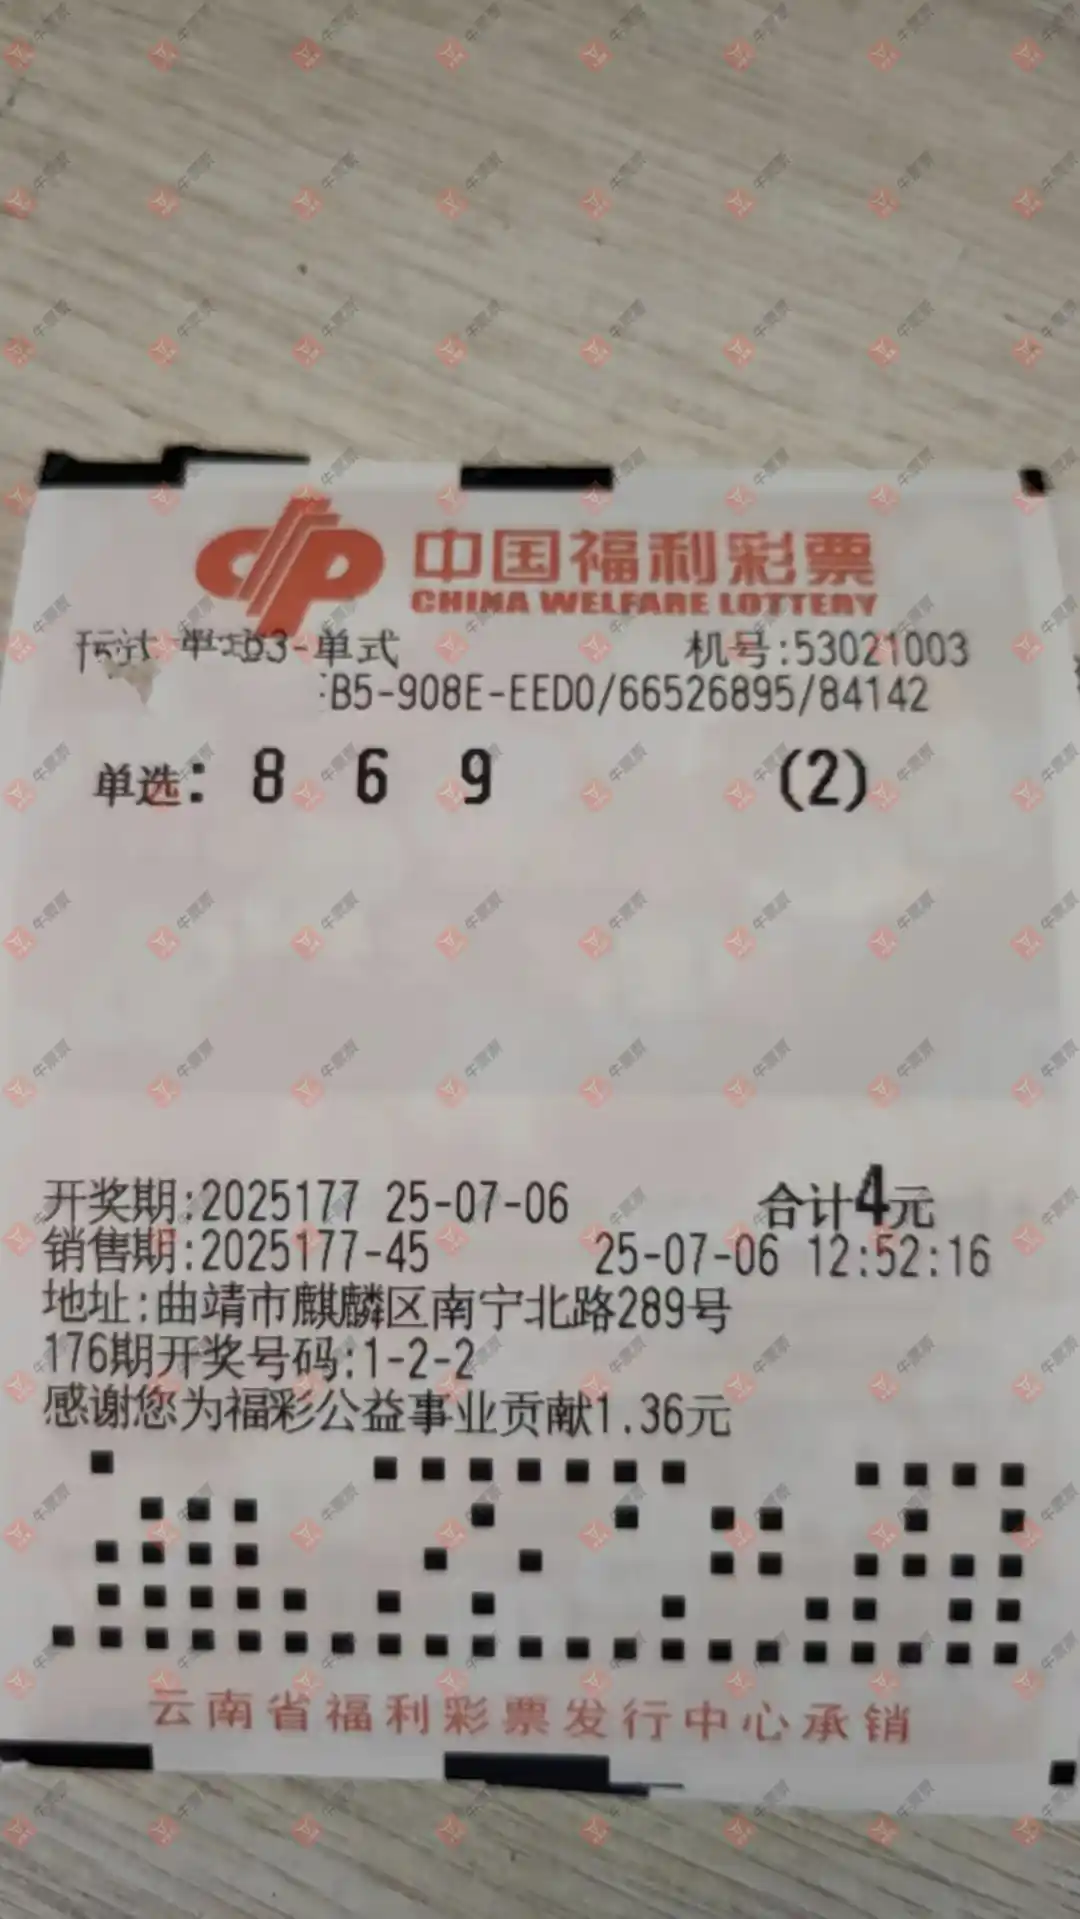 中国福利彩票
CHINA WELFARE LOTTERY
3-单式 机号:53021003
B5-908E-EED0/66526895/84142
单选: 8 6 9 (2)
开奖期:2025177 25-07-06 合计4元
销售期:2025177-45 25-07-06 12:52:16
地址:曲靖市麒麟区南宁北路289号
176期开奖号码:1-2-2
感谢您为福彩公益事业贡献1.36元
云南省福利彩票发行中心承销